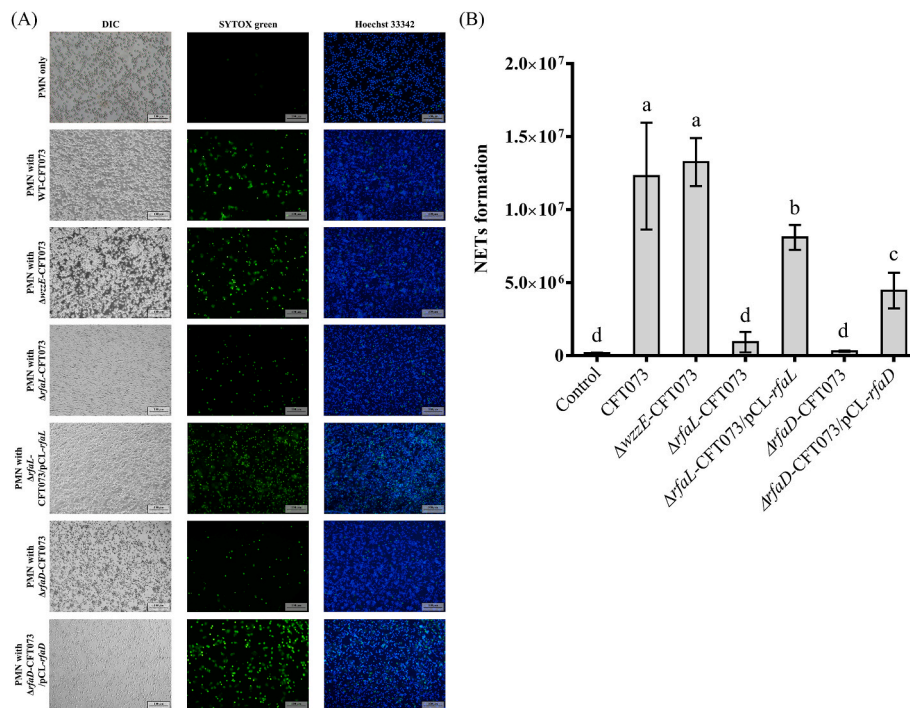 (A)
DIC
SYTOX green
Hoechst 33342
PMN only
PMN with
WT-CFT073
PMN with
ΔwzzE-CFT073
PMN with
ΔrfaL-CFT073
PMN with
ΔrfaL-
CFT073/pCL-rfaL
PMN with
ΔrfaD-CFT073
PMN with
ΔrfaD-CFT073
/pCL-rfaD
(B)
NETs formation
2.0×10⁷
1.5×10⁷
1.0×10⁷
5.0×10⁶
0
d
a
a
d
b
d
c
Control
CFT073
ΔwzzE-CFT073
ΔrfaL-CFT073
ΔrfaL-CFT073/pCL-rfaL
ΔrfaD-CFT073
ΔrfaD-CFT073/pCL-rfaD